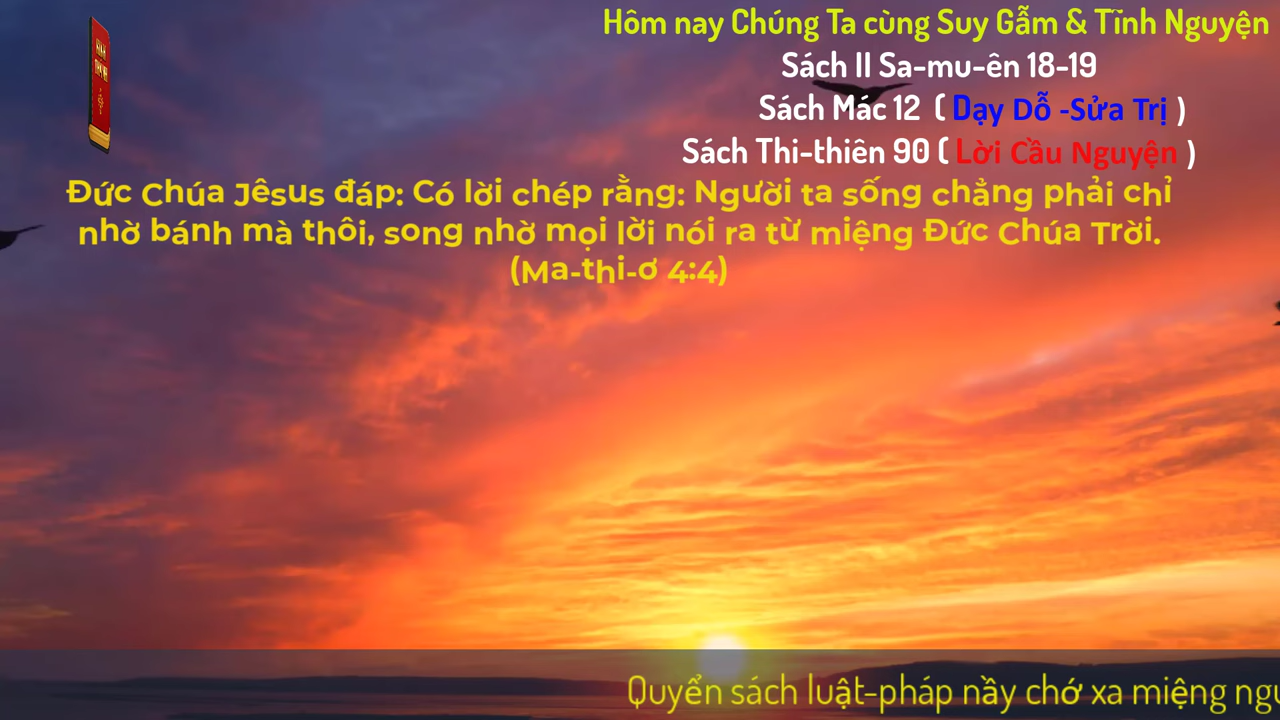 Hôm nay Chúng Ta cùng Suy Gẫm & Tĩnh Nguyện
Sách II Sa-mu-ên 18-19
Sách Mác 12 ( Dạy Dỗ -Sửa Trị )
Sách Thi-thiên 90 ( Lời Cầu Nguyện )
Đức Chúa Jêsus đáp: Có lời chép rằng: Người ta sống chẳng phải chỉ
nhờ bánh mà thôi, song nhờ mọi lời nói ra từ miệng Đức Chúa Trời.
(Ma-thi-ơ 4:4)
Quyển sách luật-pháp nầy chớ xa miệng